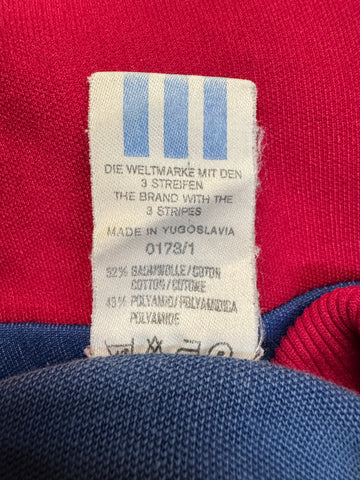 DIE WELTMARKE MIT DEN
3 STREIFEN
THE BRAND WITH THE
3 STRIPES
MADE IN YUGOSLAVIA
0173/1
52% BAUMWOLLE/COTON
COTTON/COTONE
48% POLYAMID/POLYAMIDICA
POLYAMIDE